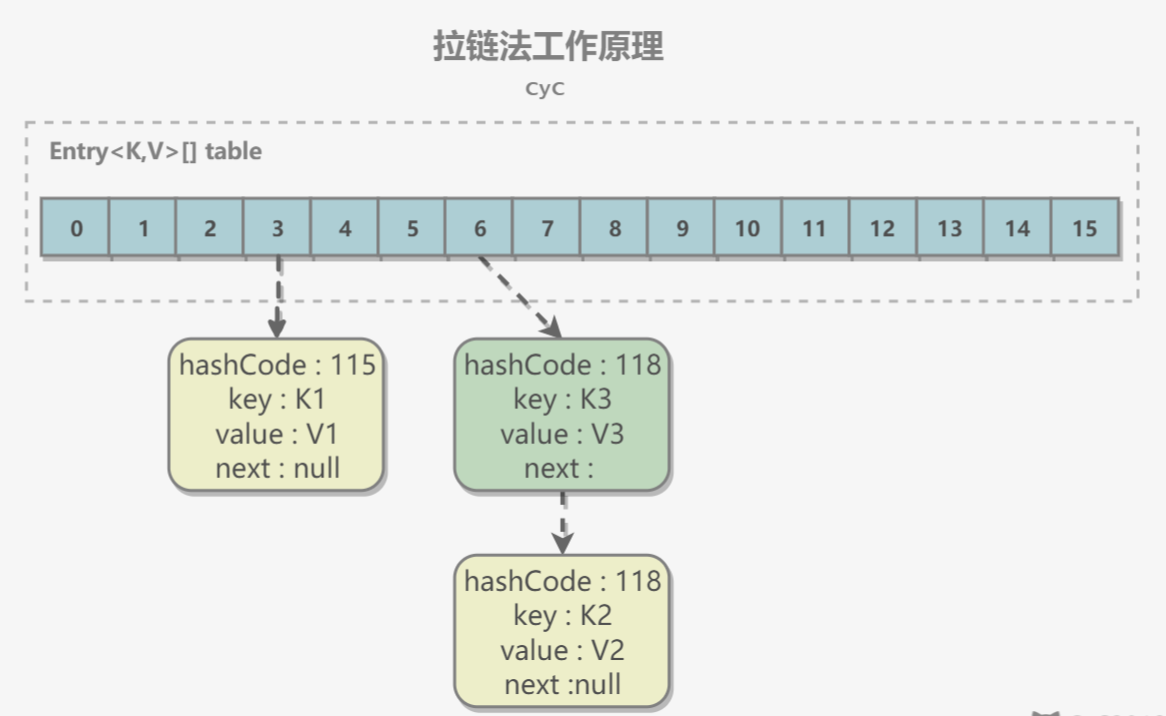 拉链法工作原理
CyC
Entry<K,V>[] table
0 1 2 3 4 5 6 7 8 9 10 11 12 13 14 15
hashCode : 115
key : K1
value : V1
next : null
hashCode : 118
key : K3
value : V3
next :
hashCode : 118
key : K2
value : V2
next :null